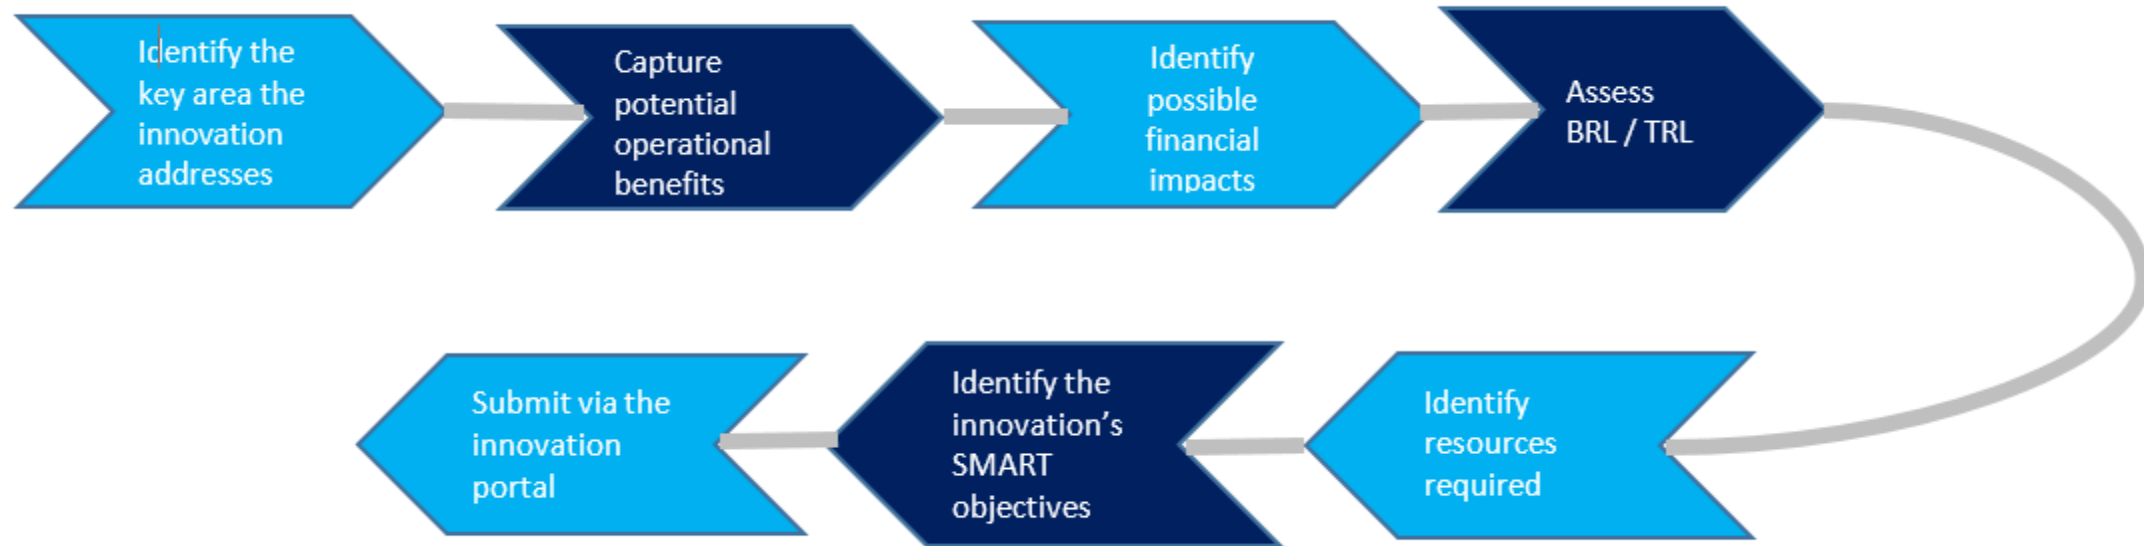 Identify the
key area the
innovation
addresses
Capture
potential
operational
benefits
Identify
possible
financial
impacts
Assess
BRL / TRL
Identify
resources
required
Identify the
innovation’s
SMART
objectives
Submit via the
innovation
portal